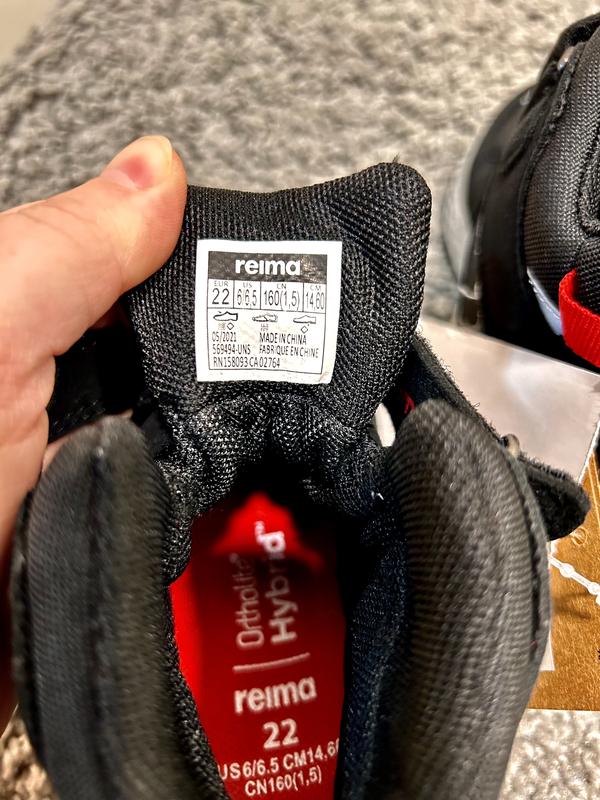 reima
EUR US CN CM
22 6/6,5 160(1,5) 14,60
05/2021 MADE IN CHINA
569494-UNS FABRIQUE EN CHINE
RN158093 CA02764
Ortholite®
Hybrid™
reima
22
US6/6.5 CM14,6
CN160(1,5)